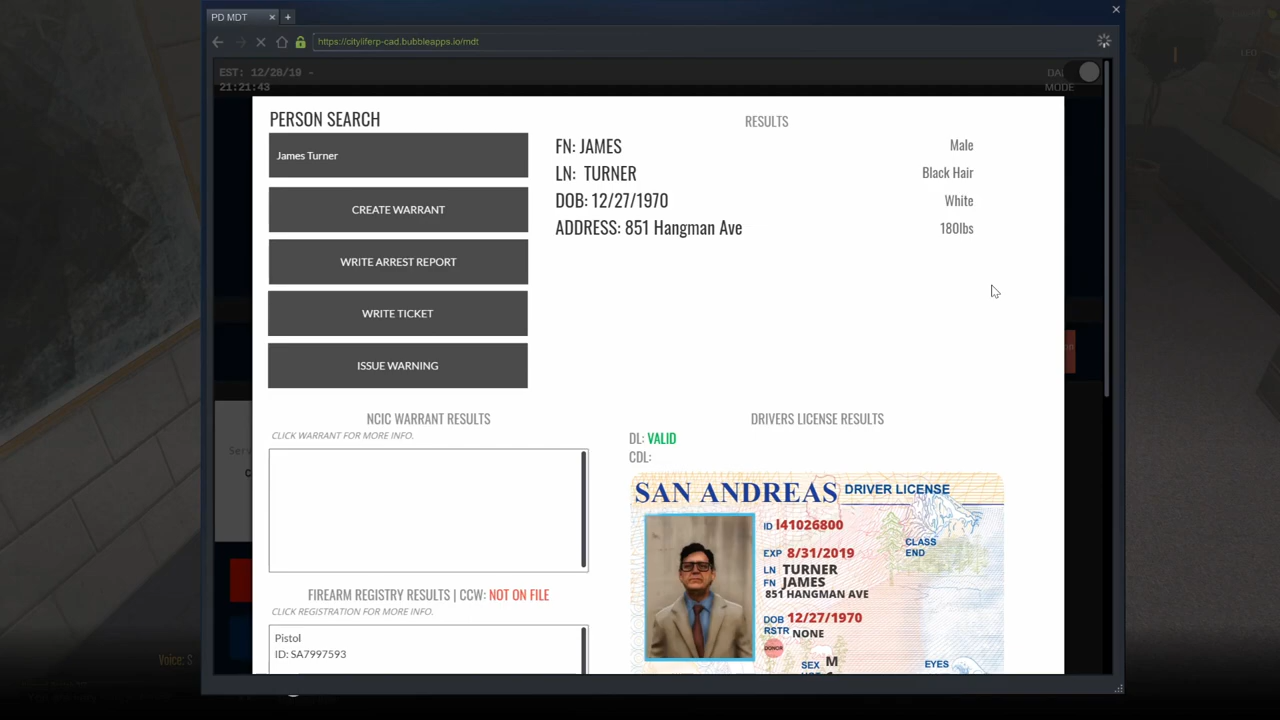 PD MDT
https://cityliferp-cad.bubbleapps.io/mdt
EST: 12/28/19 -
21:21:43
MODE
PERSON SEARCH
James Turner
CREATE WARRANT
WRITE ARREST REPORT
WRITE TICKET
ISSUE WARNING
RESULTS
FN: JAMES
LN: TURNER
DOB: 12/27/1970
ADDRESS: 851 Hangman Ave
Male
Black Hair
White
180lbs
NCIC WARRANT RESULTS
CLICK WARRANT FOR MORE INFO.
FIREARM REGISTRY RESULTS | CCW: NOT ON FILE
CLICK REGISTRATION FOR MORE INFO.
Pistol
ID: SA7997593
DRIVERS LICENSE RESULTS
DL: VALID
CDL:
SAN ANDREAS DRIVER LICENSE
ID I41026800
EXP 8/31/2019
LN TURNER
FN JAMES
851 HANGMAN AVE
DOB 12/27/1970
RSTR NONE
DONOR
SEX M
CLASS
END
EYES
Voice: S